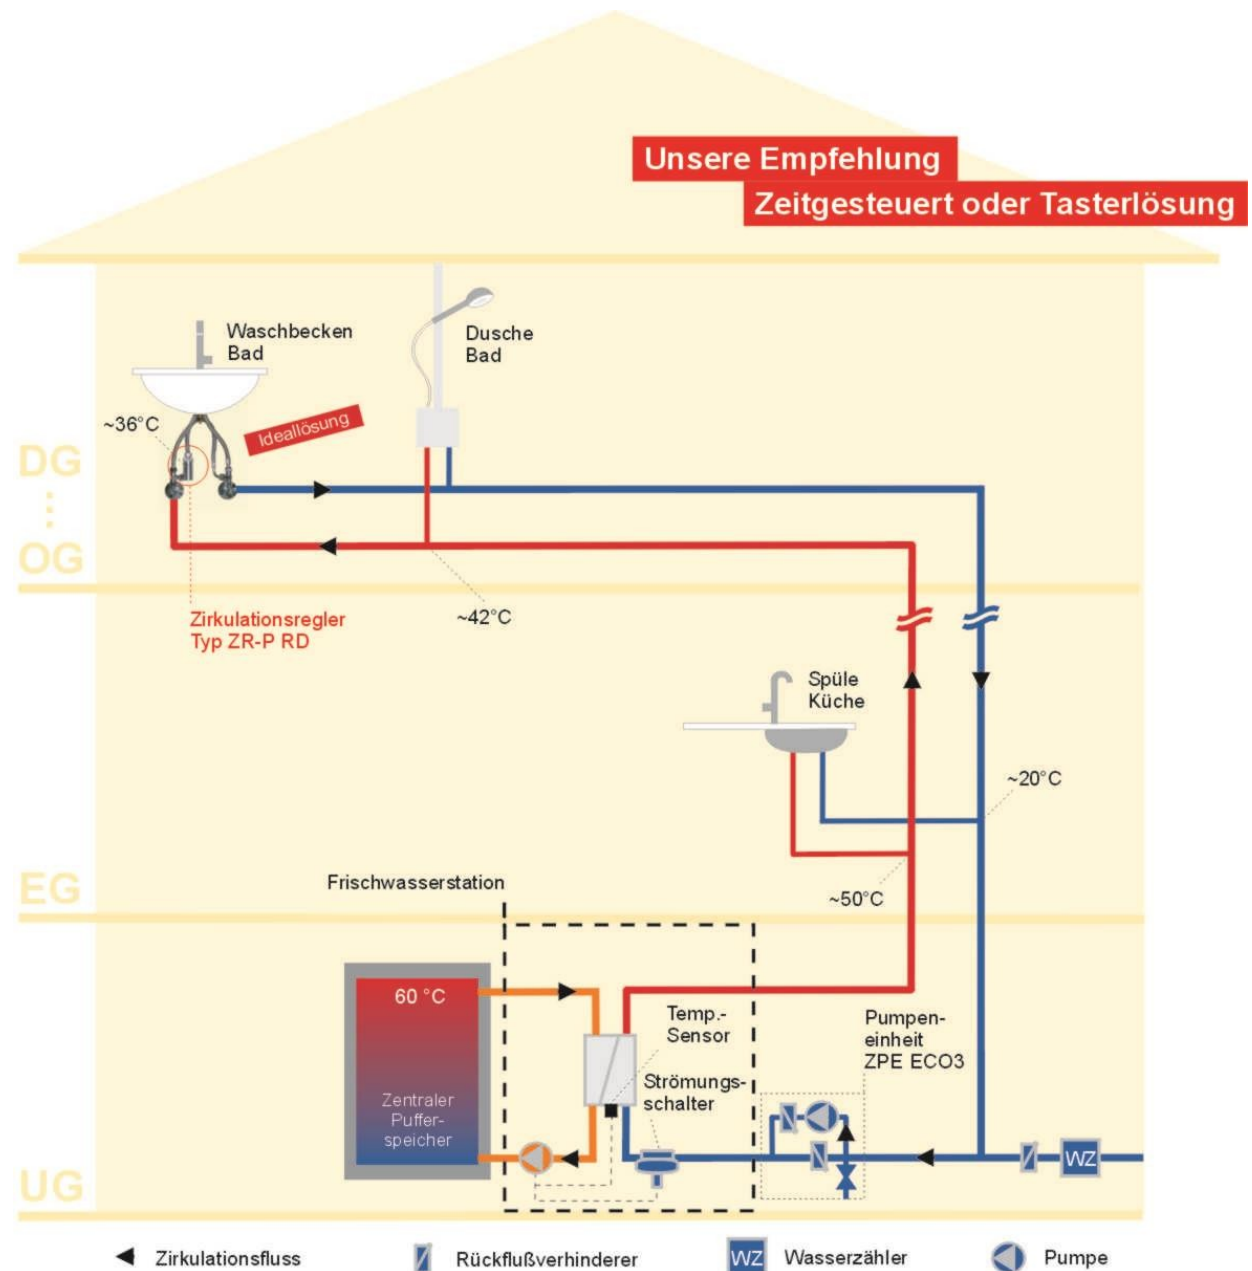 Unsere Empfehlung
Zeitgesteuert oder Tasterlösung
Waschbecken
Bad
Dusche
Bad
~36°C
Ideallösung
DG
OG
Zirkulationsregler
Typ ZR-P RD
~42°C
Spüle
Küche
~20°C
~50°C
EG
Frischwasserstation
60 °C
Temp.-
Sensor
Pumpen-
einheit
ZPE ECO3
Strömungs-
schalter
Zentraler
Puffer-
speicher
WZ
UG
Zirkulationsfluss
Rückflußverhinderer
WZ
Wasserzähler
Pumpe